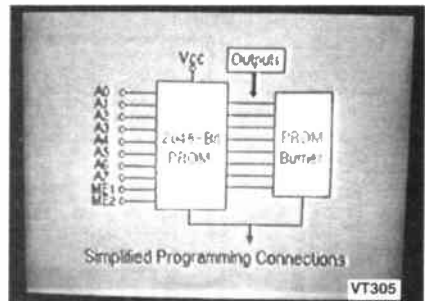 Vcc
Outputs
A0
A1
A2
A3
A4
A5
A6
A7
ME1
ME2
2048-Bit
PROM
PROM
Burner
Simplified Programming Connections
VT305